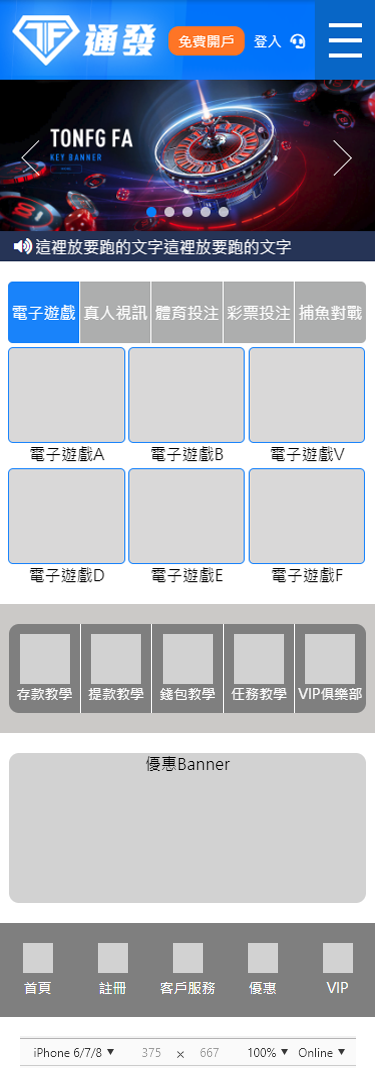 TF 通發 免費開戶 登入
TONFG FA
KEY BANNER
這裡放要跑的文字這裡放要跑的文字
電子遊戲 真人視訊 體育投注 彩票投注 捕魚對戰
電子遊戲A 電子遊戲B 電子遊戲V
電子遊戲D 電子遊戲E 電子遊戲F
存款教學 提款教學 錢包教學 任務教學 VIP俱樂部
優惠Banner
首頁 註冊 客戶服務 優惠 VIP
iPhone 6/7/8 ▼ 375 × 667 100% ▼ Online ▼